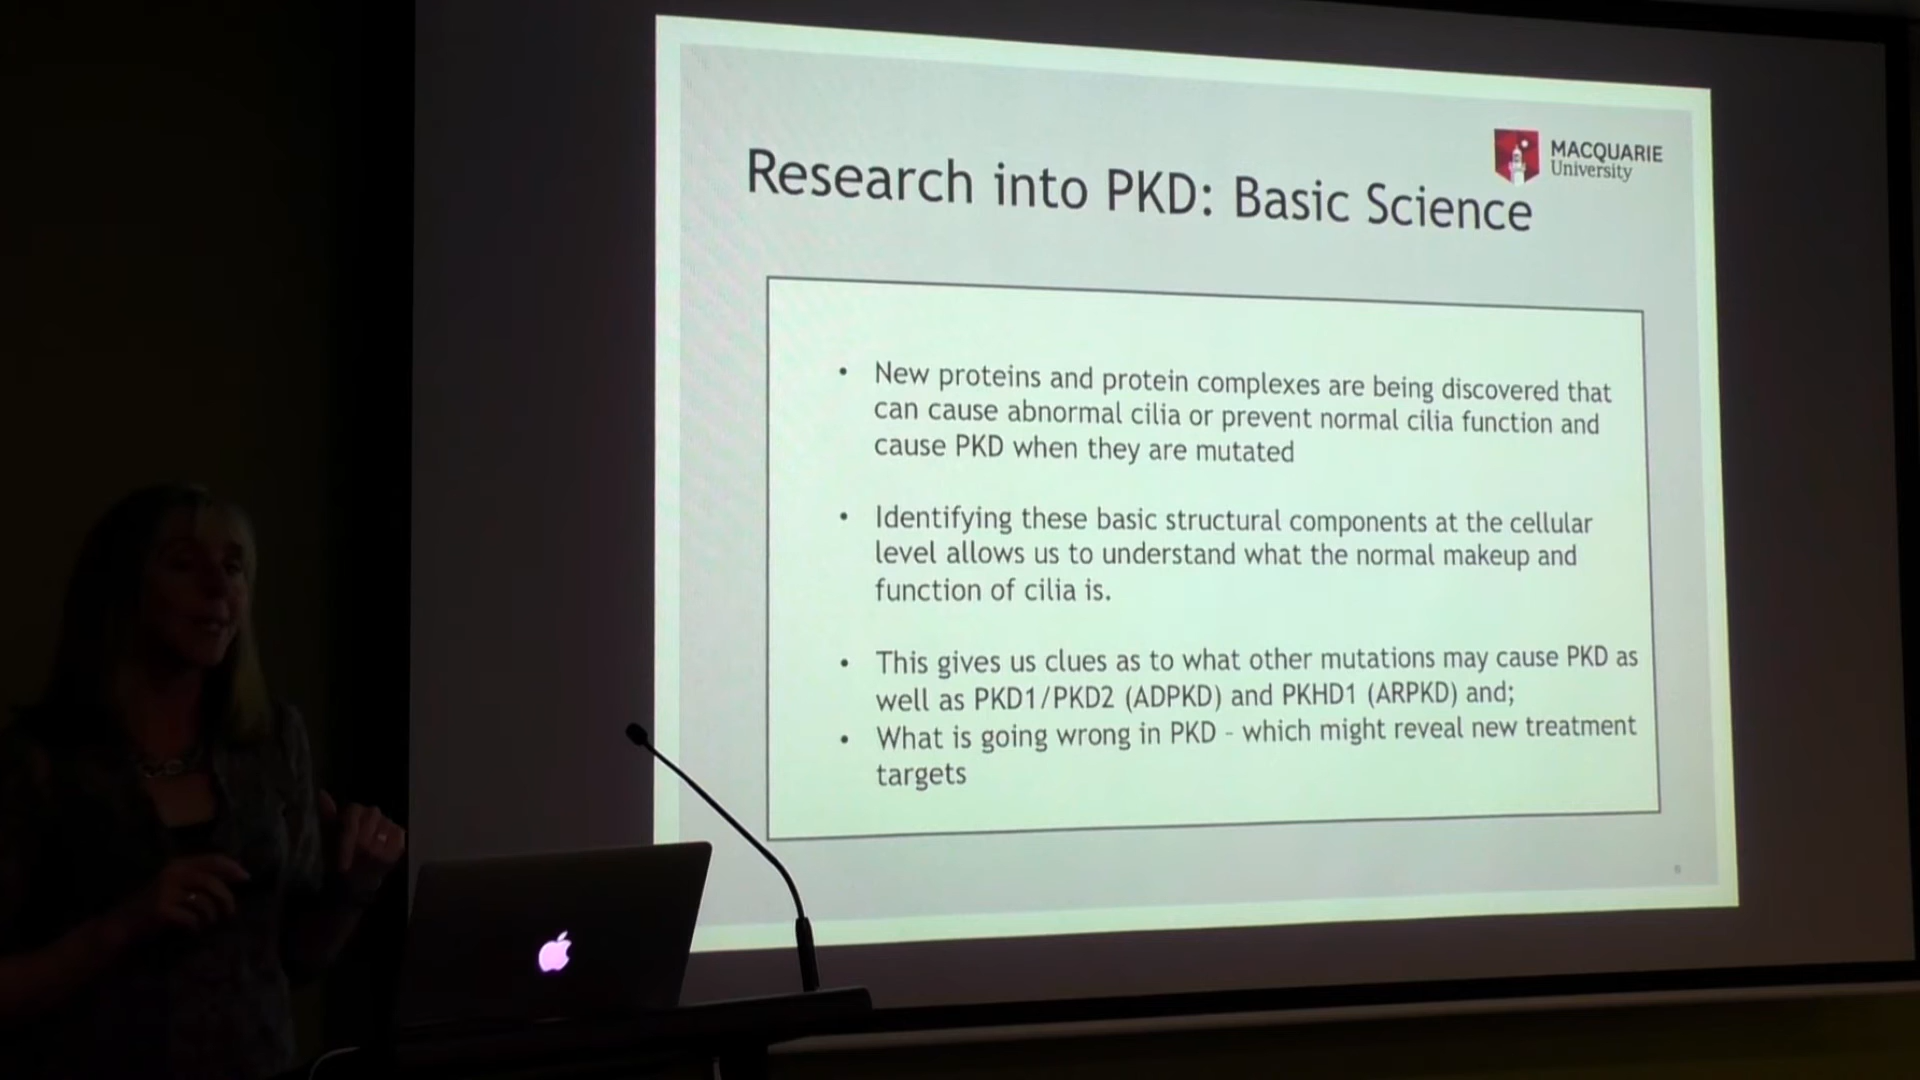 MACQUARIE
University
Research into PKD: Basic Science
• New proteins and protein complexes are being discovered that
can cause abnormal cilia or prevent normal cilia function and
cause PKD when they are mutated
• Identifying these basic structural components at the cellular
level allows us to understand what the normal makeup and
function of cilia is.
• This gives us clues as to what other mutations may cause PKD as
well as PKD1/PKD2 (ADPKD) and PKHD1 (ARPKD) and;
• What is going wrong in PKD - which might reveal new treatment
targets